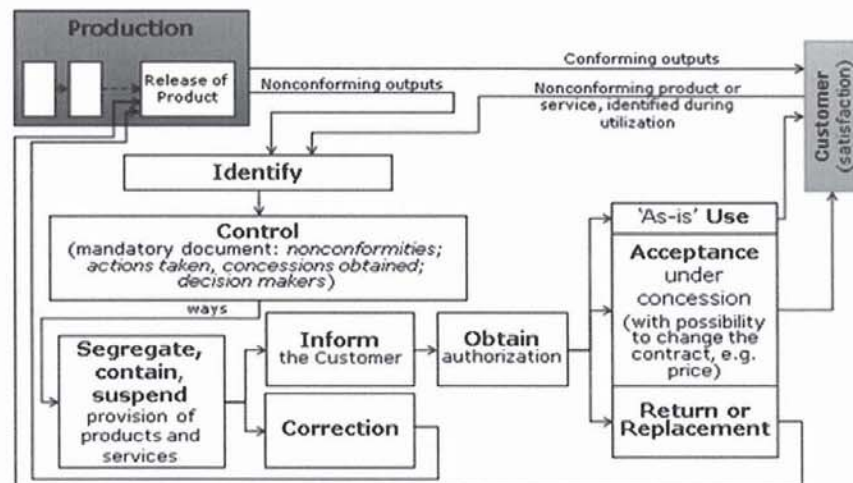 Production
Release of
Product
Conforming outputs
Nonconforming outputs
Nonconforming product or
service, identified during
utilization
Customer
(satisfaction)
Identify
Control
(mandatory document: nonconformities;
actions taken, concessions obtained;
decision makers)
ways
Segregate,
contain,
suspend
provision of
products and
services
Inform
the Customer
Correction
Obtain
authorization
'As-is' Use
Acceptance
under
concession
(with possibility
to change the
contract, e.g.
price)
Return or
Replacement